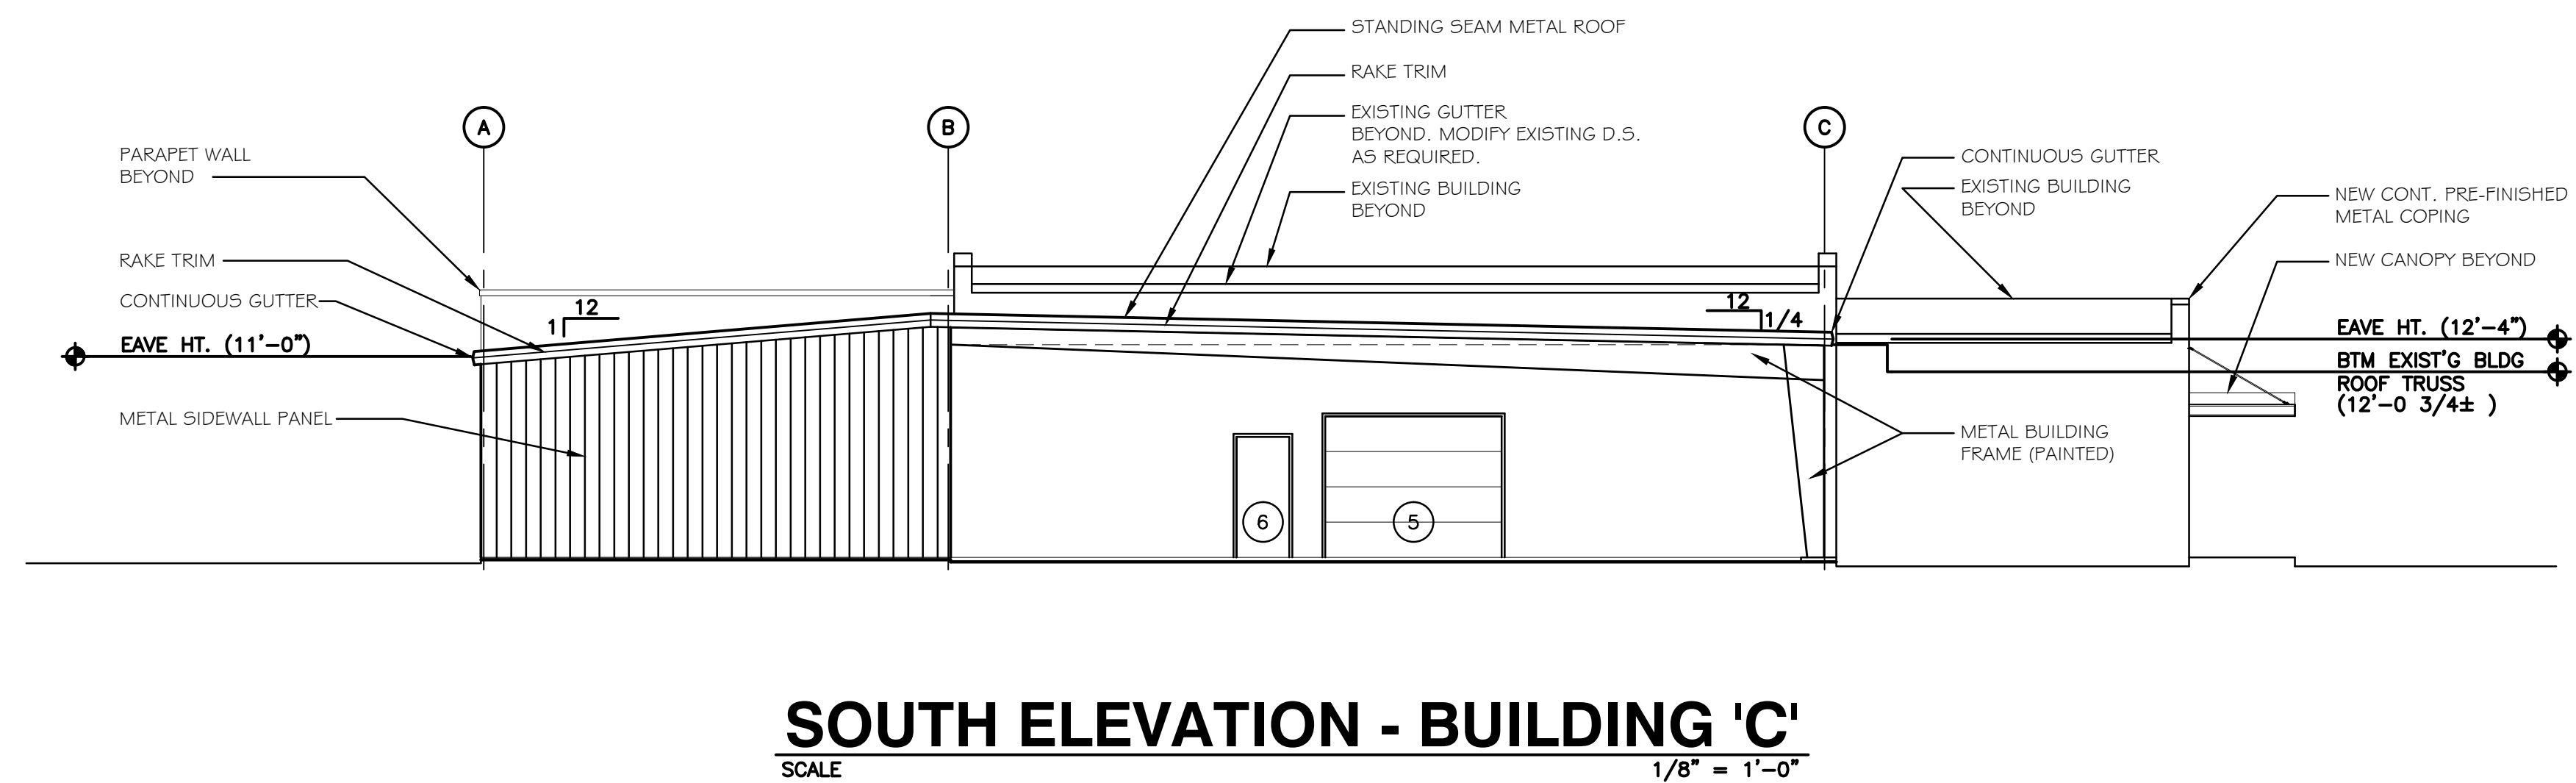 STANDING SEAM METAL ROOF
RAKE TRIM
EXISTING GUTTER
BEYOND. MODIFY EXISTING D.S.
AS REQUIRED.
EXISTING BUILDING
BEYOND
A
B
C
PARAPET WALL
BEYOND
RAKE TRIM
CONTINUOUS GUTTER
EAVE HT. (11'-0")
METAL SIDEWALL PANEL
12
1
12
1/4
CONTINUOUS GUTTER
EXISTING BUILDING
BEYOND
NEW CONT. PRE-FINISHED
METAL COPING
NEW CANOPY BEYOND
EAVE HT. (12'-4")
BTM EXIST'G BLDG
ROOF TRUSS
(12'-0 3/4± )
METAL BUILDING
FRAME (PAINTED)
6
5
SOUTH ELEVATION - BUILDING 'C'
SCALE 1/8" = 1'-0"